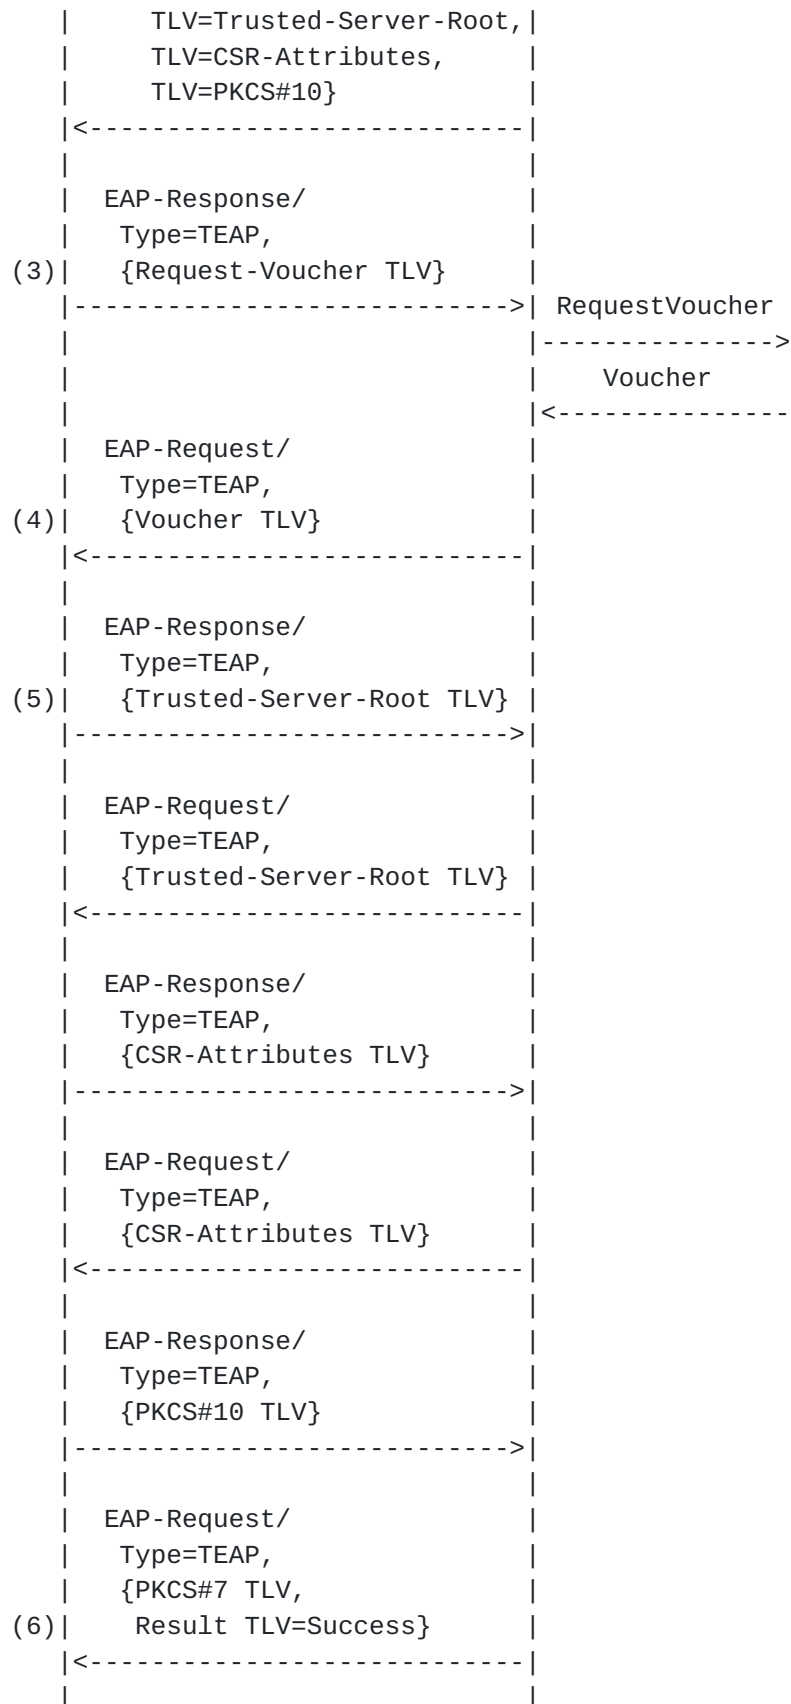 |     TLV=Trusted-Server-Root,|
   |     TLV=CSR-Attributes,     |
   |     TLV=PKCS#10}            |
   |<----------------------------|
   |                             |
   |  EAP-Response/              |
   |   Type=TEAP,                |
(3)|   {Request-Voucher TLV}     |
   |---------------------------->| RequestVoucher
   |                             |--------------->
   |                             |    Voucher
   |                             |<---------------
   |  EAP-Request/               |
   |   Type=TEAP,                |
(4)|   {Voucher TLV}             |
   |<----------------------------|
   |                             |
   |  EAP-Response/              |
   |   Type=TEAP,                |
(5)|   {Trusted-Server-Root TLV} |
   |---------------------------->|
   |                             |
   |  EAP-Request/               |
   |   Type=TEAP,                |
   |   {Trusted-Server-Root TLV} |
   |<----------------------------|
   |                             |
   |  EAP-Response/              |
   |   Type=TEAP,                |
   |   {CSR-Attributes TLV}      |
   |---------------------------->|
   |                             |
   |  EAP-Request/               |
   |   Type=TEAP,                |
   |   {CSR-Attributes TLV}      |
   |<----------------------------|
   |                             |
   |  EAP-Response/              |
   |   Type=TEAP,                |
   |   {PKCS#10 TLV}             |
   |---------------------------->|
   |                             |
   |  EAP-Request/               |
   |   Type=TEAP,                |
   |   {PKCS#7 TLV,              |
(6)|    Result TLV=Success}      |
   |<----------------------------|
   |                             |